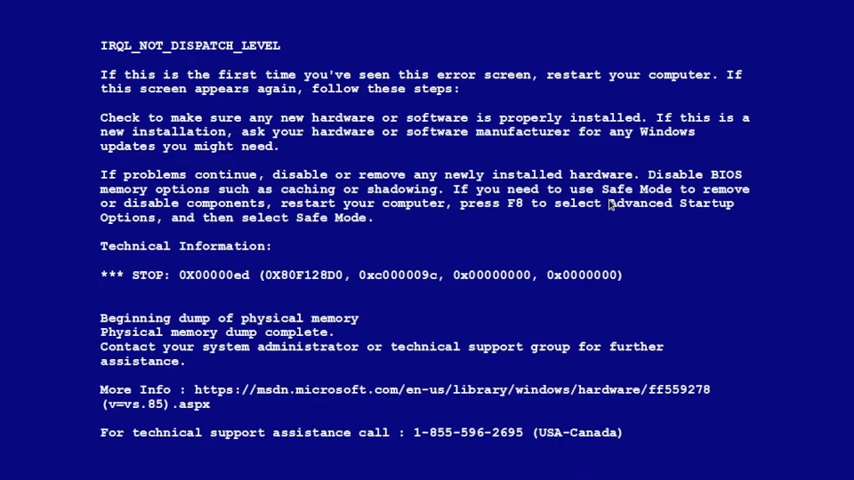 IRQL_NOT_DISPATCH_LEVEL
If this is the first time you've seen this error screen, restart your computer. If
this screen appears again, follow these steps:
Check to make sure any new hardware or software is properly installed. If this is a
new installation, ask your hardware or software manufacturer for any Windows
updates you might need.
If problems continue, disable or remove any newly installed hardware. Disable BIOS
memory options such as caching or shadowing. If you need to use Safe Mode to remove
or disable components, restart your computer, press F8 to select Advanced Startup
Options, and then select Safe Mode.
Technical Information:
*** STOP: 0X00000ed (0X80F128D0, 0xc000009c, 0x00000000, 0x0000000)
Beginning dump of physical memory
Physical memory dump complete.
Contact your system administrator or technical support group for further
assistance.
More Info : https://msdn.microsoft.com/en-us/library/windows/hardware/ff559278
(v=vs.85).aspx
For technical support assistance call : 1-855-596-2695 (USA-Canada)